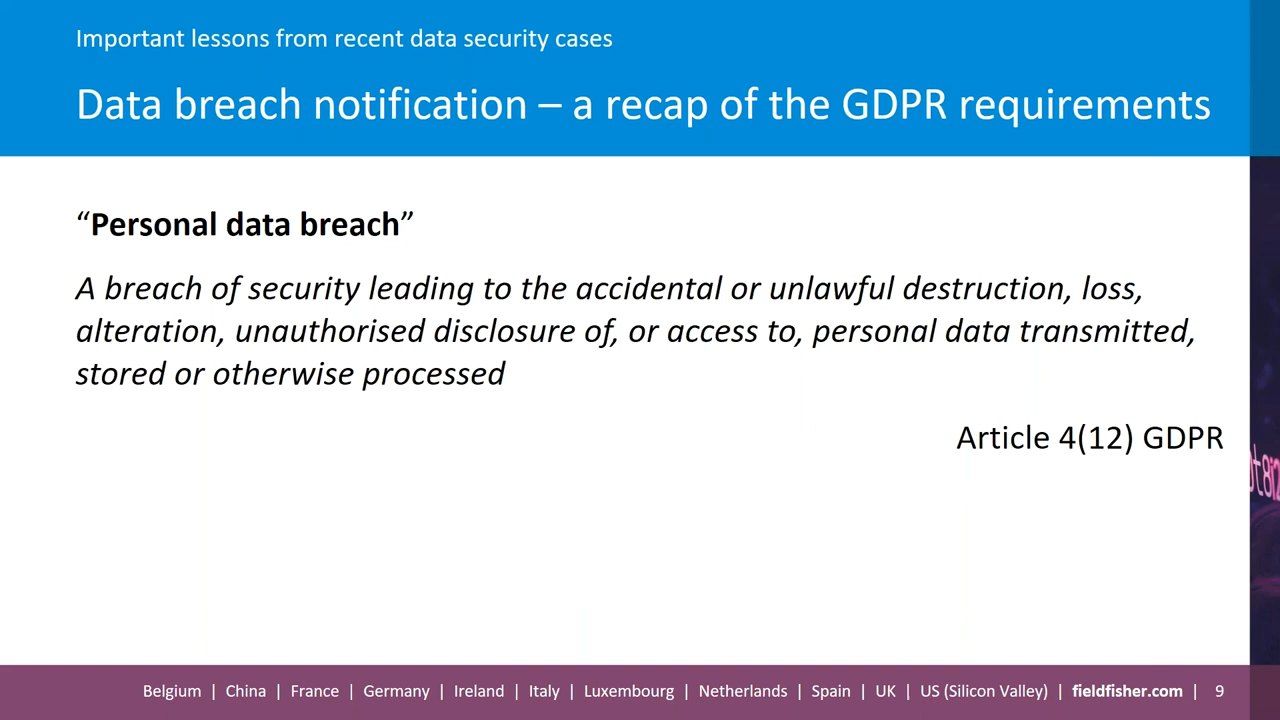 Important lessons from recent data security cases
Data breach notification – a recap of the GDPR requirements
“Personal data breach”
A breach of security leading to the accidental or unlawful destruction, loss,
alteration, unauthorised disclosure of, or access to, personal data transmitted,
stored or otherwise processed
Article 4(12) GDPR
Belgium | China | France | Germany | Ireland | Italy | Luxembourg | Netherlands | Spain | UK | US (Silicon Valley) | fieldfisher.com | 9